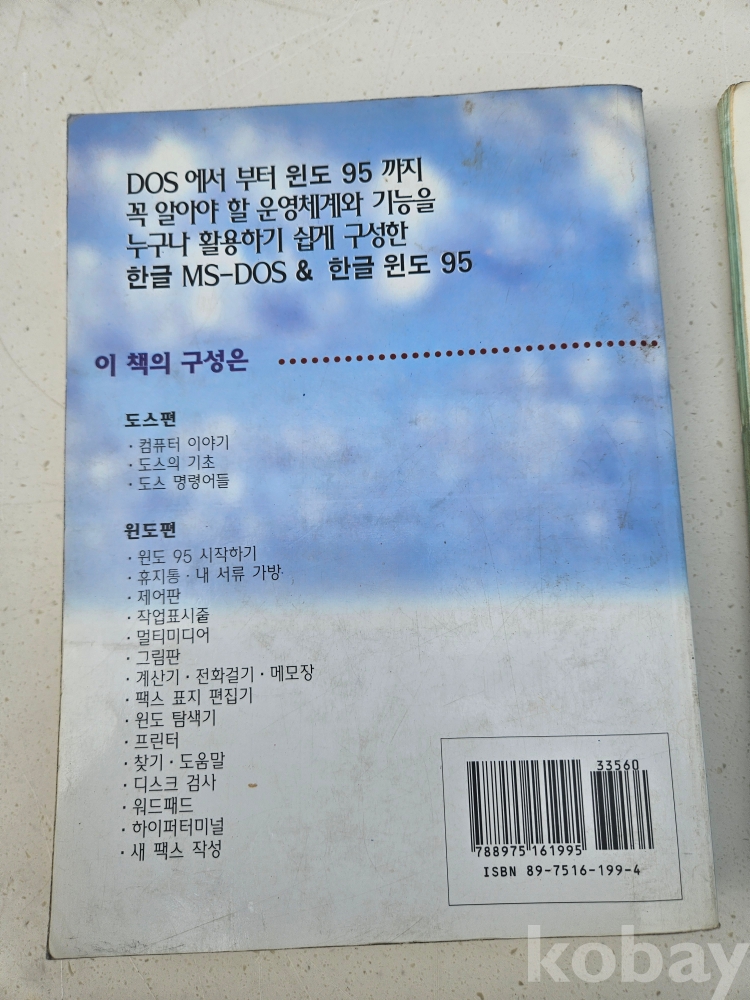 DOS 에서 부터 윈도 95 까지
꼭 알아야 할 운영체계와 기능을
누구나 활용하기 쉽게 구성한
한글 MS-DOS & 한글 윈도 95
이 책의 구성은
도스편
· 컴퓨터 이야기
· 도스의 기초
· 도스 명령어들
윈도편
· 윈도 95 시작하기
· 휴지통 · 내 서류 가방·
· 제어판
· 작업표시줄
· 멀티미디어
· 그림판
· 계산기 · 전화걸기 · 메모장
· 팩스 표지 편집기
· 윈도 탐색기
· 프린터
· 찾기 · 도움말
· 디스크 검사
· 워드패드
· 하이퍼터미널
· 새 팩스 작성
33560
788975 161995
ISBN 89-7516-199-4
kobay